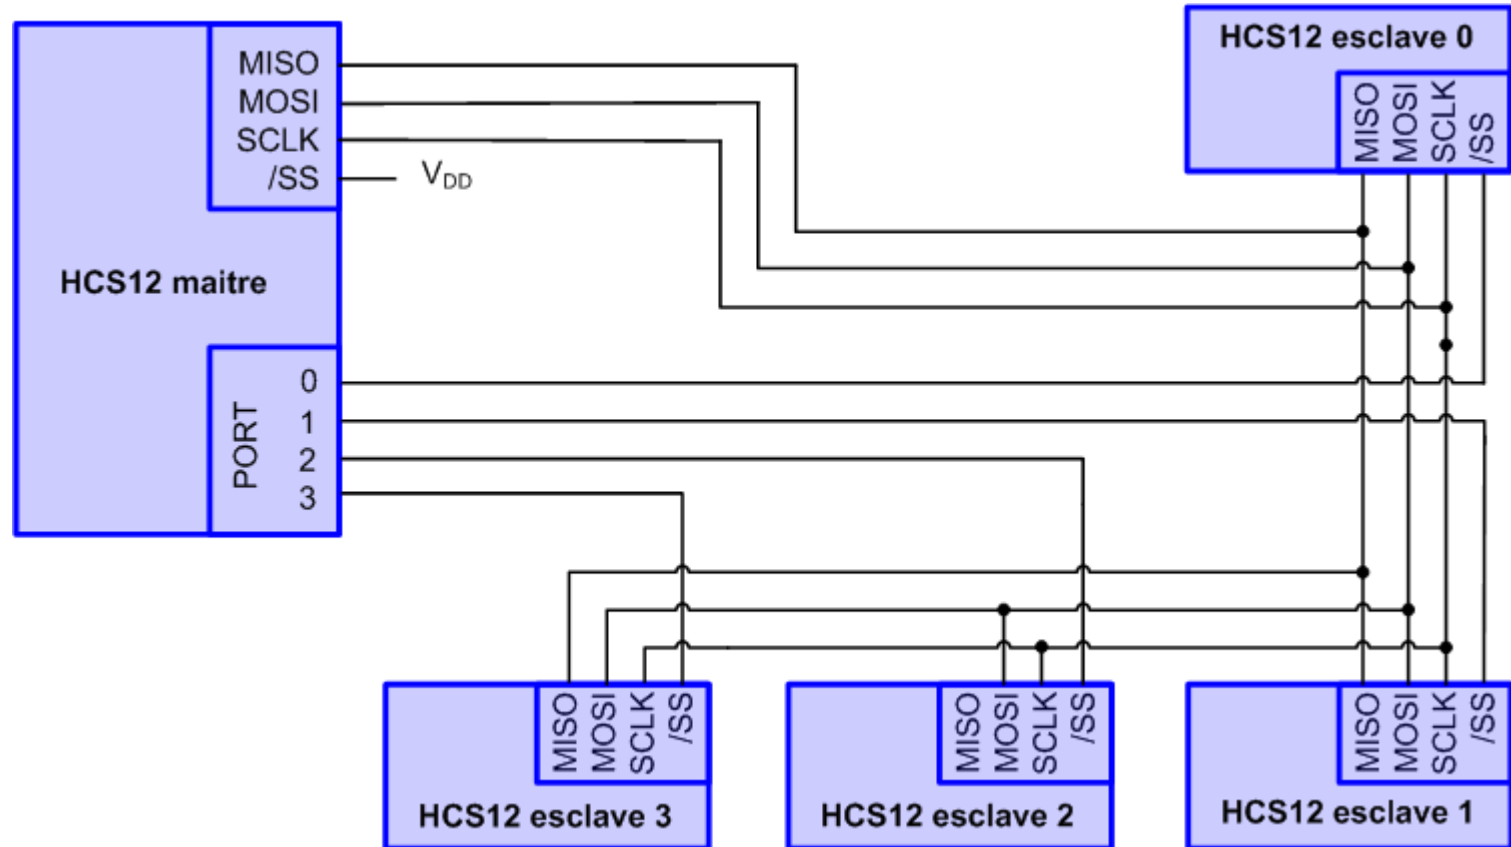 MISO
MOSI
SCLK
/SS
VDD
HCS12 maitre
PORT
0
1
2
3
HCS12 esclave 0
MISO
MOSI
SCLK
/SS
MISO
MOSI
SCLK
/SS
HCS12 esclave 3
MISO
MOSI
SCLK
/SS
HCS12 esclave 2
MISO
MOSI
SCLK
/SS
HCS12 esclave 1